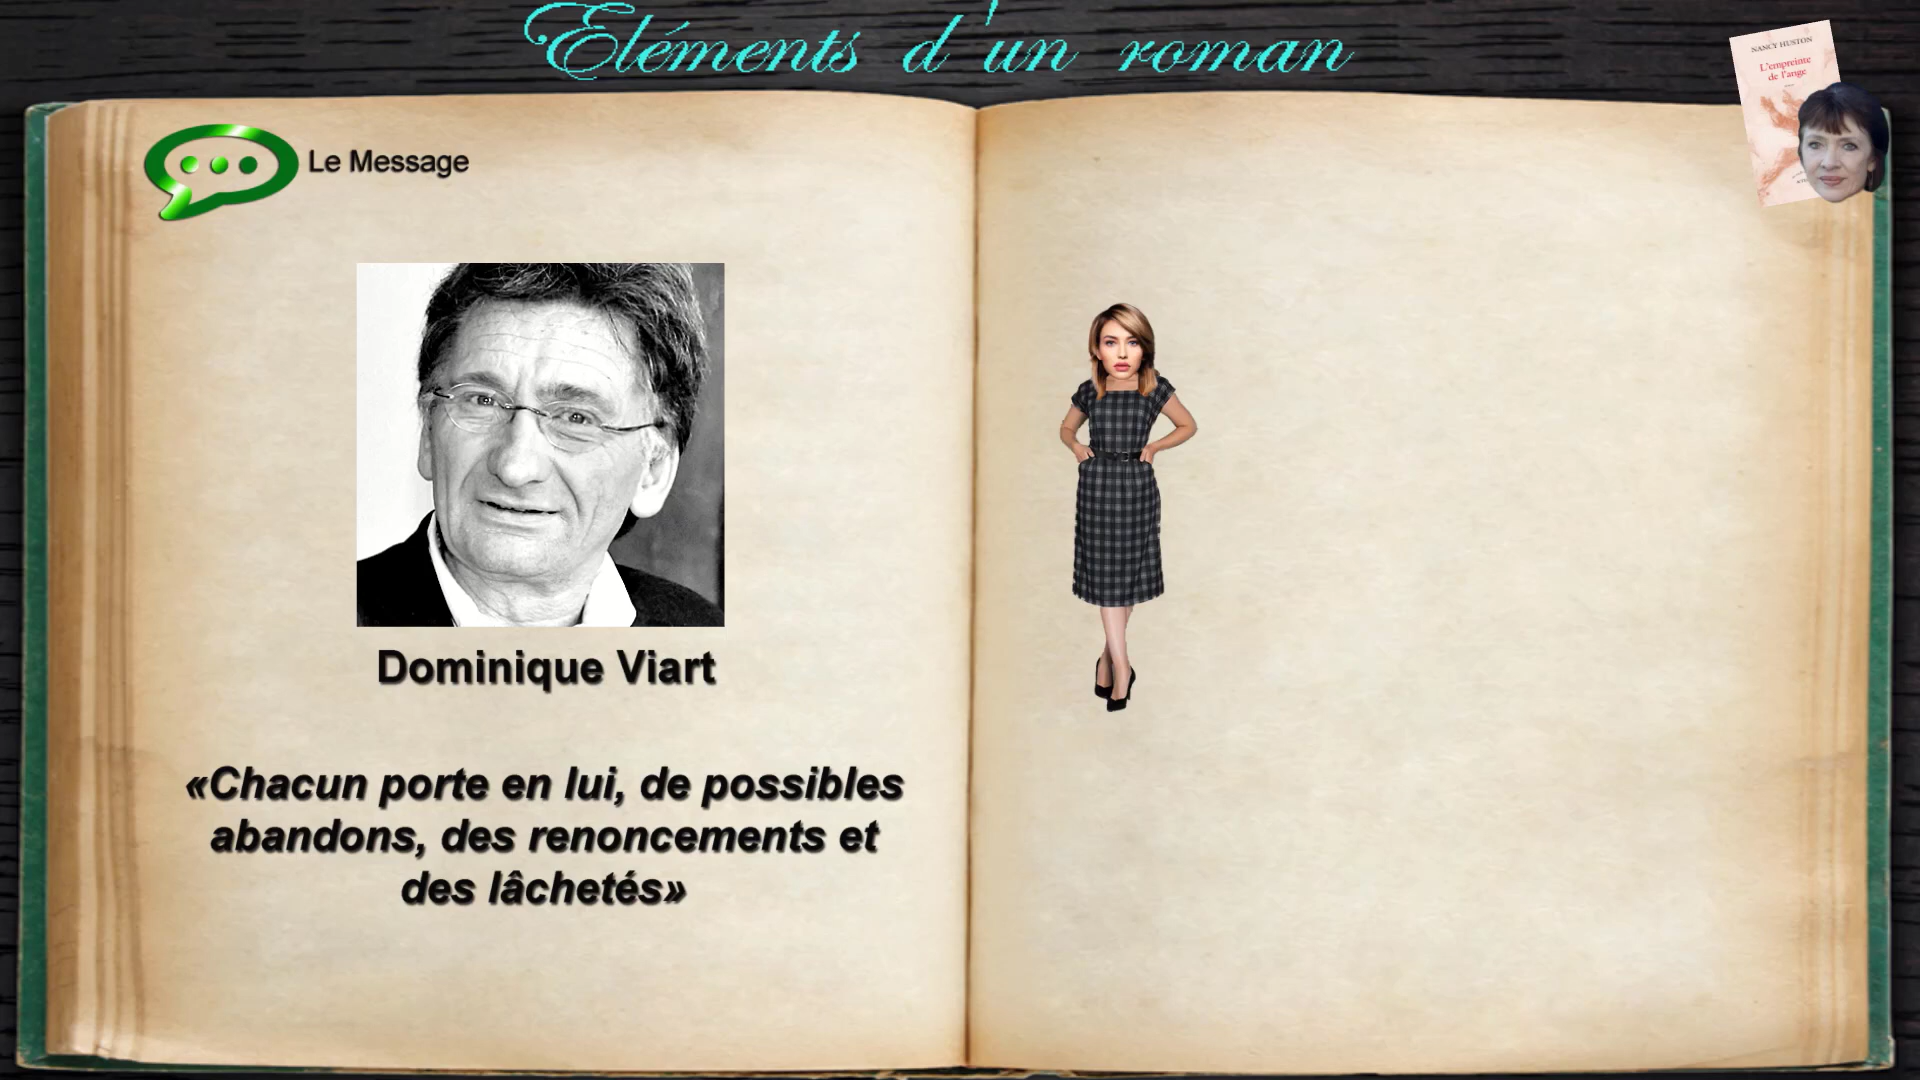 Eléments d'un roman
NANCY HUSTON
L'empreinte
de l'ange
Le Message
Dominique Viart
«Chacun porte en lui, de possibles
abandons, des renoncements et
des lâchetés»